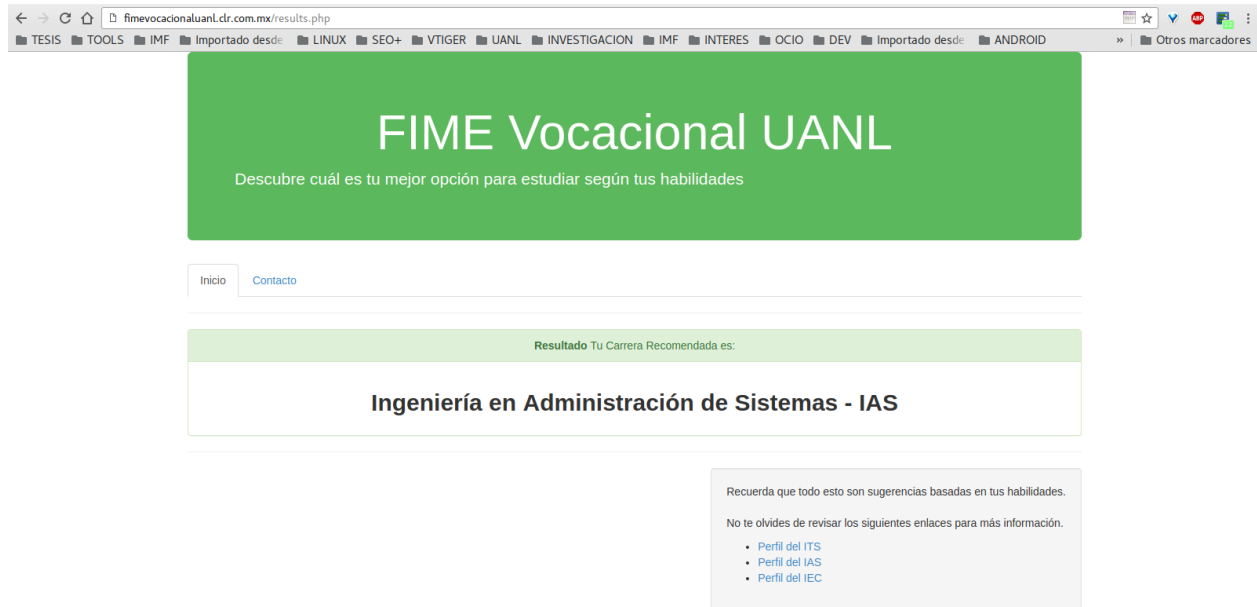 fimevocacionaluanl.clr.com.mx/results.php
TESIS TOOLS IMF Importado desde LINUX SEO+ VTIGER UANL INVESTIGACION IMF INTERES OCIO DEV Importado desde ANDROID » Otros marcadores
FIME Vocacional UANL
Descubre cuál es tu mejor opción para estudiar según tus habilidades
Inicio Contacto
Resultado Tu Carrera Recomendada es:
Ingeniería en Administración de Sistemas - IAS
Recuerda que todo esto son sugerencias basadas en tus habilidades.
No te olvides de revisar los siguientes enlaces para más información.
• Perfil del ITS
• Perfil del IAS
• Perfil del IEC